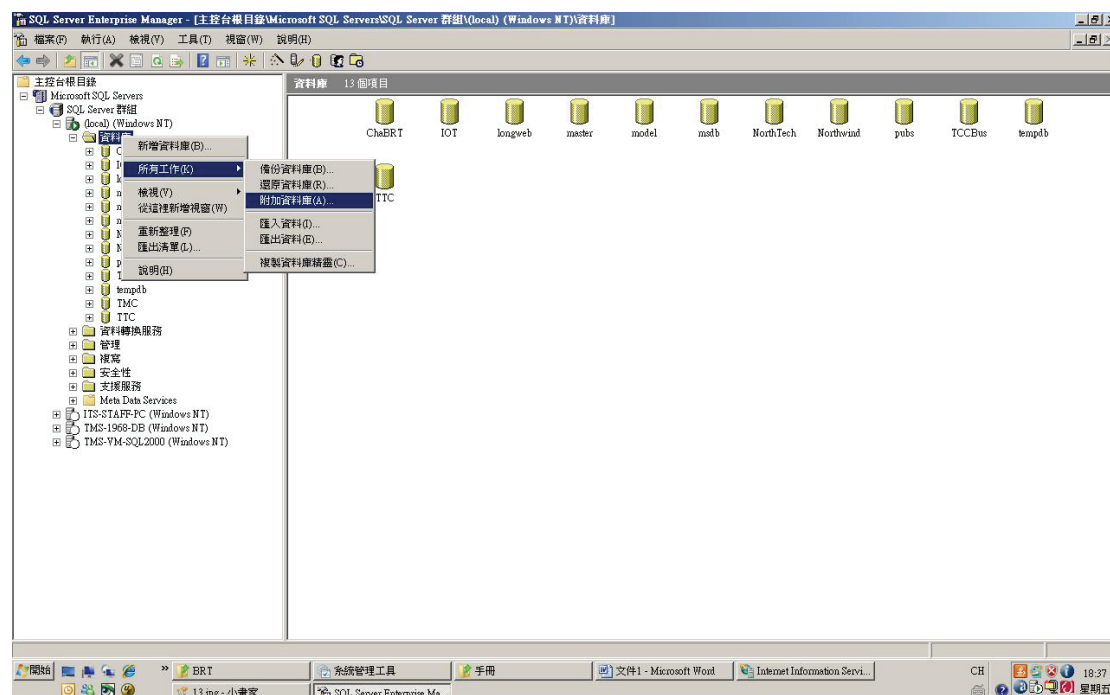 SQL Server Enterprise Manager - [主控台根目錄\Microsoft SQL Servers\SQL Server 群組\(local) (Windows NT)\資料庫]
檔案(F) 執行(A) 檢視(V) 工具(T) 視窗(W) 說明(H)
主控台根目錄
Microsoft SQL Servers
SQL Server 群組
(local) (Windows NT)
資料庫
tempdb
TMC
TTC
資料轉換服務
管理
複寫
安全性
支援服務
Meta Data Services
ITS-STAFF-PC (Windows NT)
TMS-1968-DB (Windows NT)
TMS-VM-SQL2000 (Windows NT)
新增資料庫(B)...
所有工作(K)
檢視(V)
從這裡新增視窗(W)
重新整理(F)
匯出清單(L)...
說明(H)
備份資料庫(B)...
還原資料庫(R)...
附加資料庫(A)...
匯入資料(I)...
匯出資料(E)...
複製資料庫精靈(C)...
資料庫 13 個項目
ChaBRT IOT longweb master model msdb NorthTech Northwind pubs TCCBus tempdb
TTC
開始 BRT 系統管理工具 手冊 文件1 - Microsoft Word Internet Information Servi... CH 18:37
13.jpg - 小畫家 SQL Server Enterprise Ma... 星期五